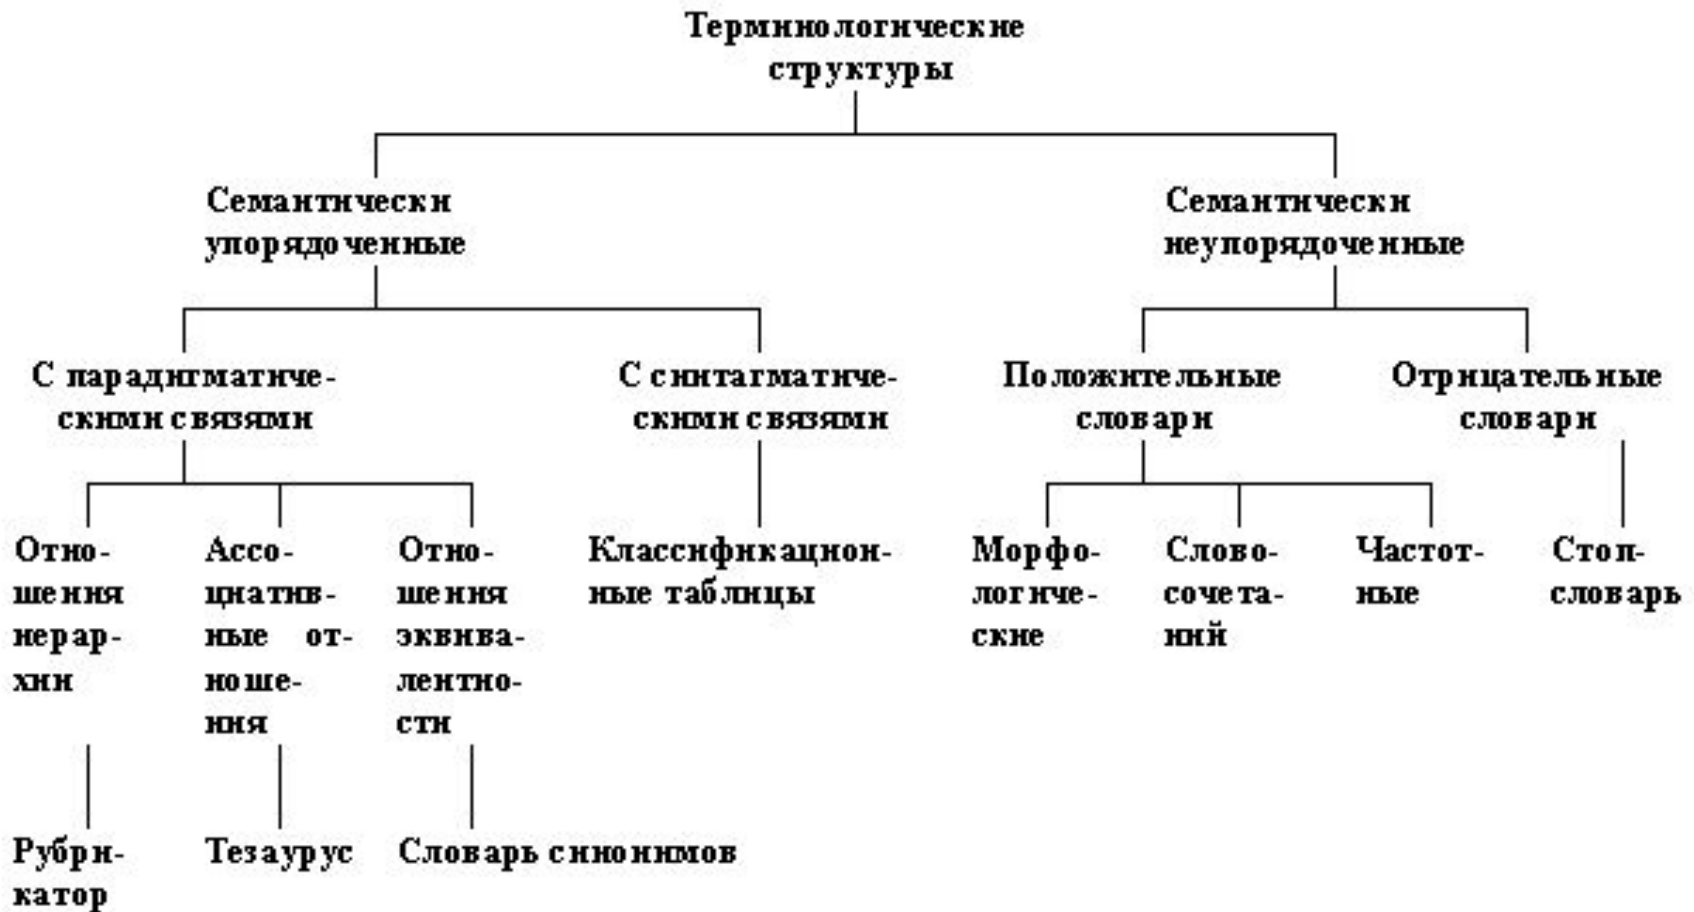 Терминологические
структуры
Семантически
упорядоченные
Семантически
неупорядоченные
С парадигматиче-
скими связями
С синтагматиче-
скими связями
Положительные
словари
Отрицательные
словари
Отно-
шения
иерар-
хии
Ассо-
циатив-
ные от-
ноше-
ния
Отно-
шения
эквива-
лентно-
сти
Классификацион-
ные таблицы
Морфо-
логиче-
ские
Слово-
сочета-
ний
Частот-
ные
Стоп-
словарь
Рубри-
катор
Тезаурус
Словарь синонимов